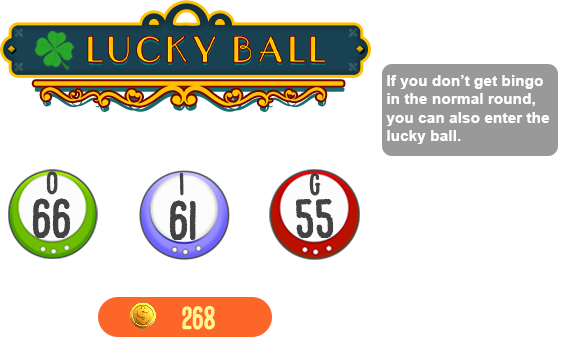 LUCKY BALL
If you don't get bingo
in the normal round,
you can also enter the
lucky ball.
O
66
I
61
G
55
268